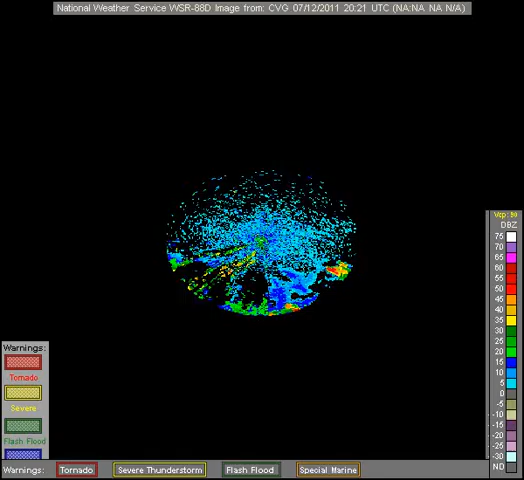 National Weather Service WSR-88D Image from: CVG 07/12/2011 20:21 UTC (NA:NA NA N/A)
Vcp: 90
DBZ
75
70
65
60
55
50
45
40
35
30
25
20
15
10
5
0
-5
-10
-15
-20
-25
-30
ND
Warnings:
Tornado
Severe
Flash Flood
Warnings:
Tornado
Severe Thunderstorm
Flash Flood
Special Marine